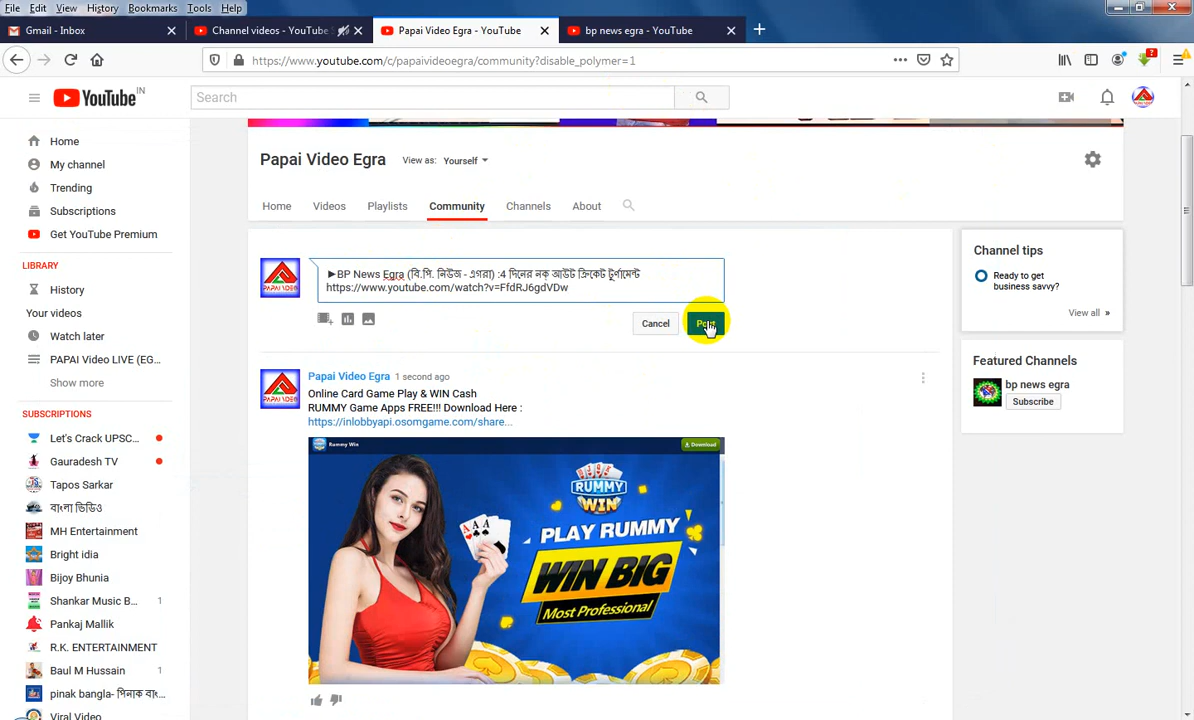 File Edit View History Bookmarks Tools Help
Gmail - Inbox
Channel videos - YouTube
Papai Video Egra - YouTube
bp news egra - YouTube
https://www.youtube.com/c/papaivideoegra/community?disable_polymer=1
YouTube IN
Search
Home
My channel
Trending
Subscriptions
Get YouTube Premium
LIBRARY
History
Your videos
Watch later
PAPAI Video LIVE (EG...
Show more
SUBSCRIPTIONS
Let's Crack UPSC...
Gauradesh TV
Tapos Sarkar
বাংলা ভিডিও
MH Entertainment
Bright idia
Bijoy Bhunia
Shankar Music B... 1
Pankaj Mallik
R.K. ENTERTAINMENT
Baul M Hussain 1
pinak bangla- পিনাক বাং...
Viral Video
Papai Video Egra View as: Yourself
Home Videos Playlists Community Channels About
►BP News Egra (বি.পি. নিউজ - এগরা) :4 দিনের নক্ আউট ক্রিকেট টুর্ণামেন্ট
https://www.youtube.com/watch?v=FfdRJ6gdVDw
Cancel Post
Papai Video Egra 1 second ago
Online Card Game Play & WIN Cash
RUMMY Game Apps FREE!!! Download Here :
https://inlobbyapi.osomgame.com/share...
Rummy Win
Download
RUMMY
WIN
PLAY RUMMY
WIN BIG
Most Professional
Channel tips
Ready to get
business savvy?
View all »
Featured Channels
bp news egra
Subscribe